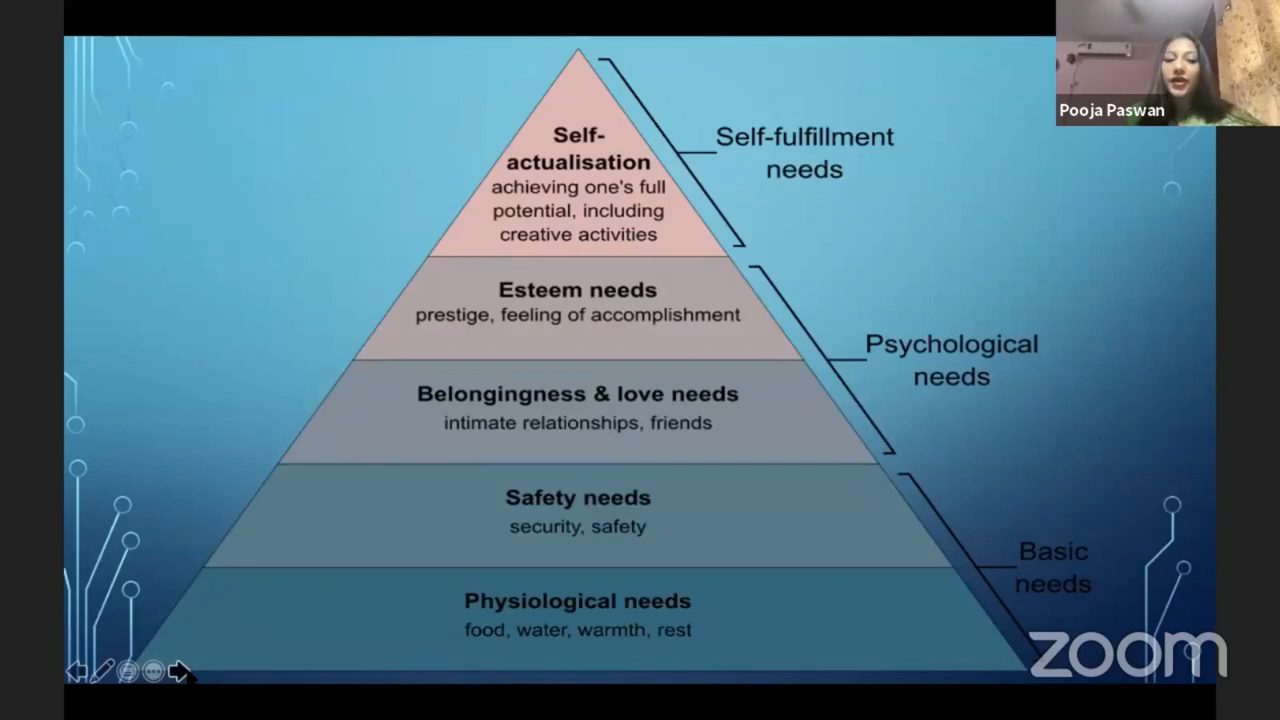 Pooja Paswan
Self-
actualisation
achieving one's full
potential, including
creative activities
Self-fulfillment
needs
Esteem needs
prestige, feeling of accomplishment
Psychological
needs
Belongingness & love needs
intimate relationships, friends
Safety needs
security, safety
Basic
needs
Physiological needs
food, water, warmth, rest
zoom